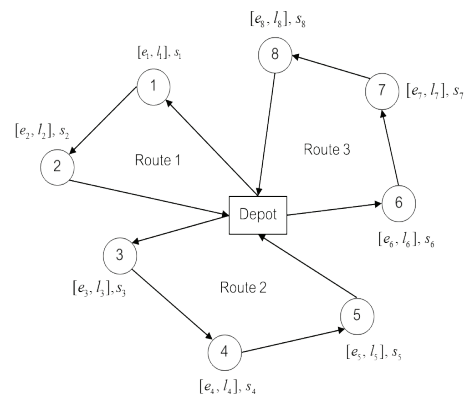 [e₈, l₈], s₈
8
[e₁, l₁], s₁
1
7
[e₇, l₇], s₇
[e₂, l₂], s₂
2
Route 1
Route 3
Depot
6
[e₆, l₆], s₆
3
[e₃, l₃], s₃
Route 2
5
[e₅, l₅], s₅
4
[e₄, l₄], s₄